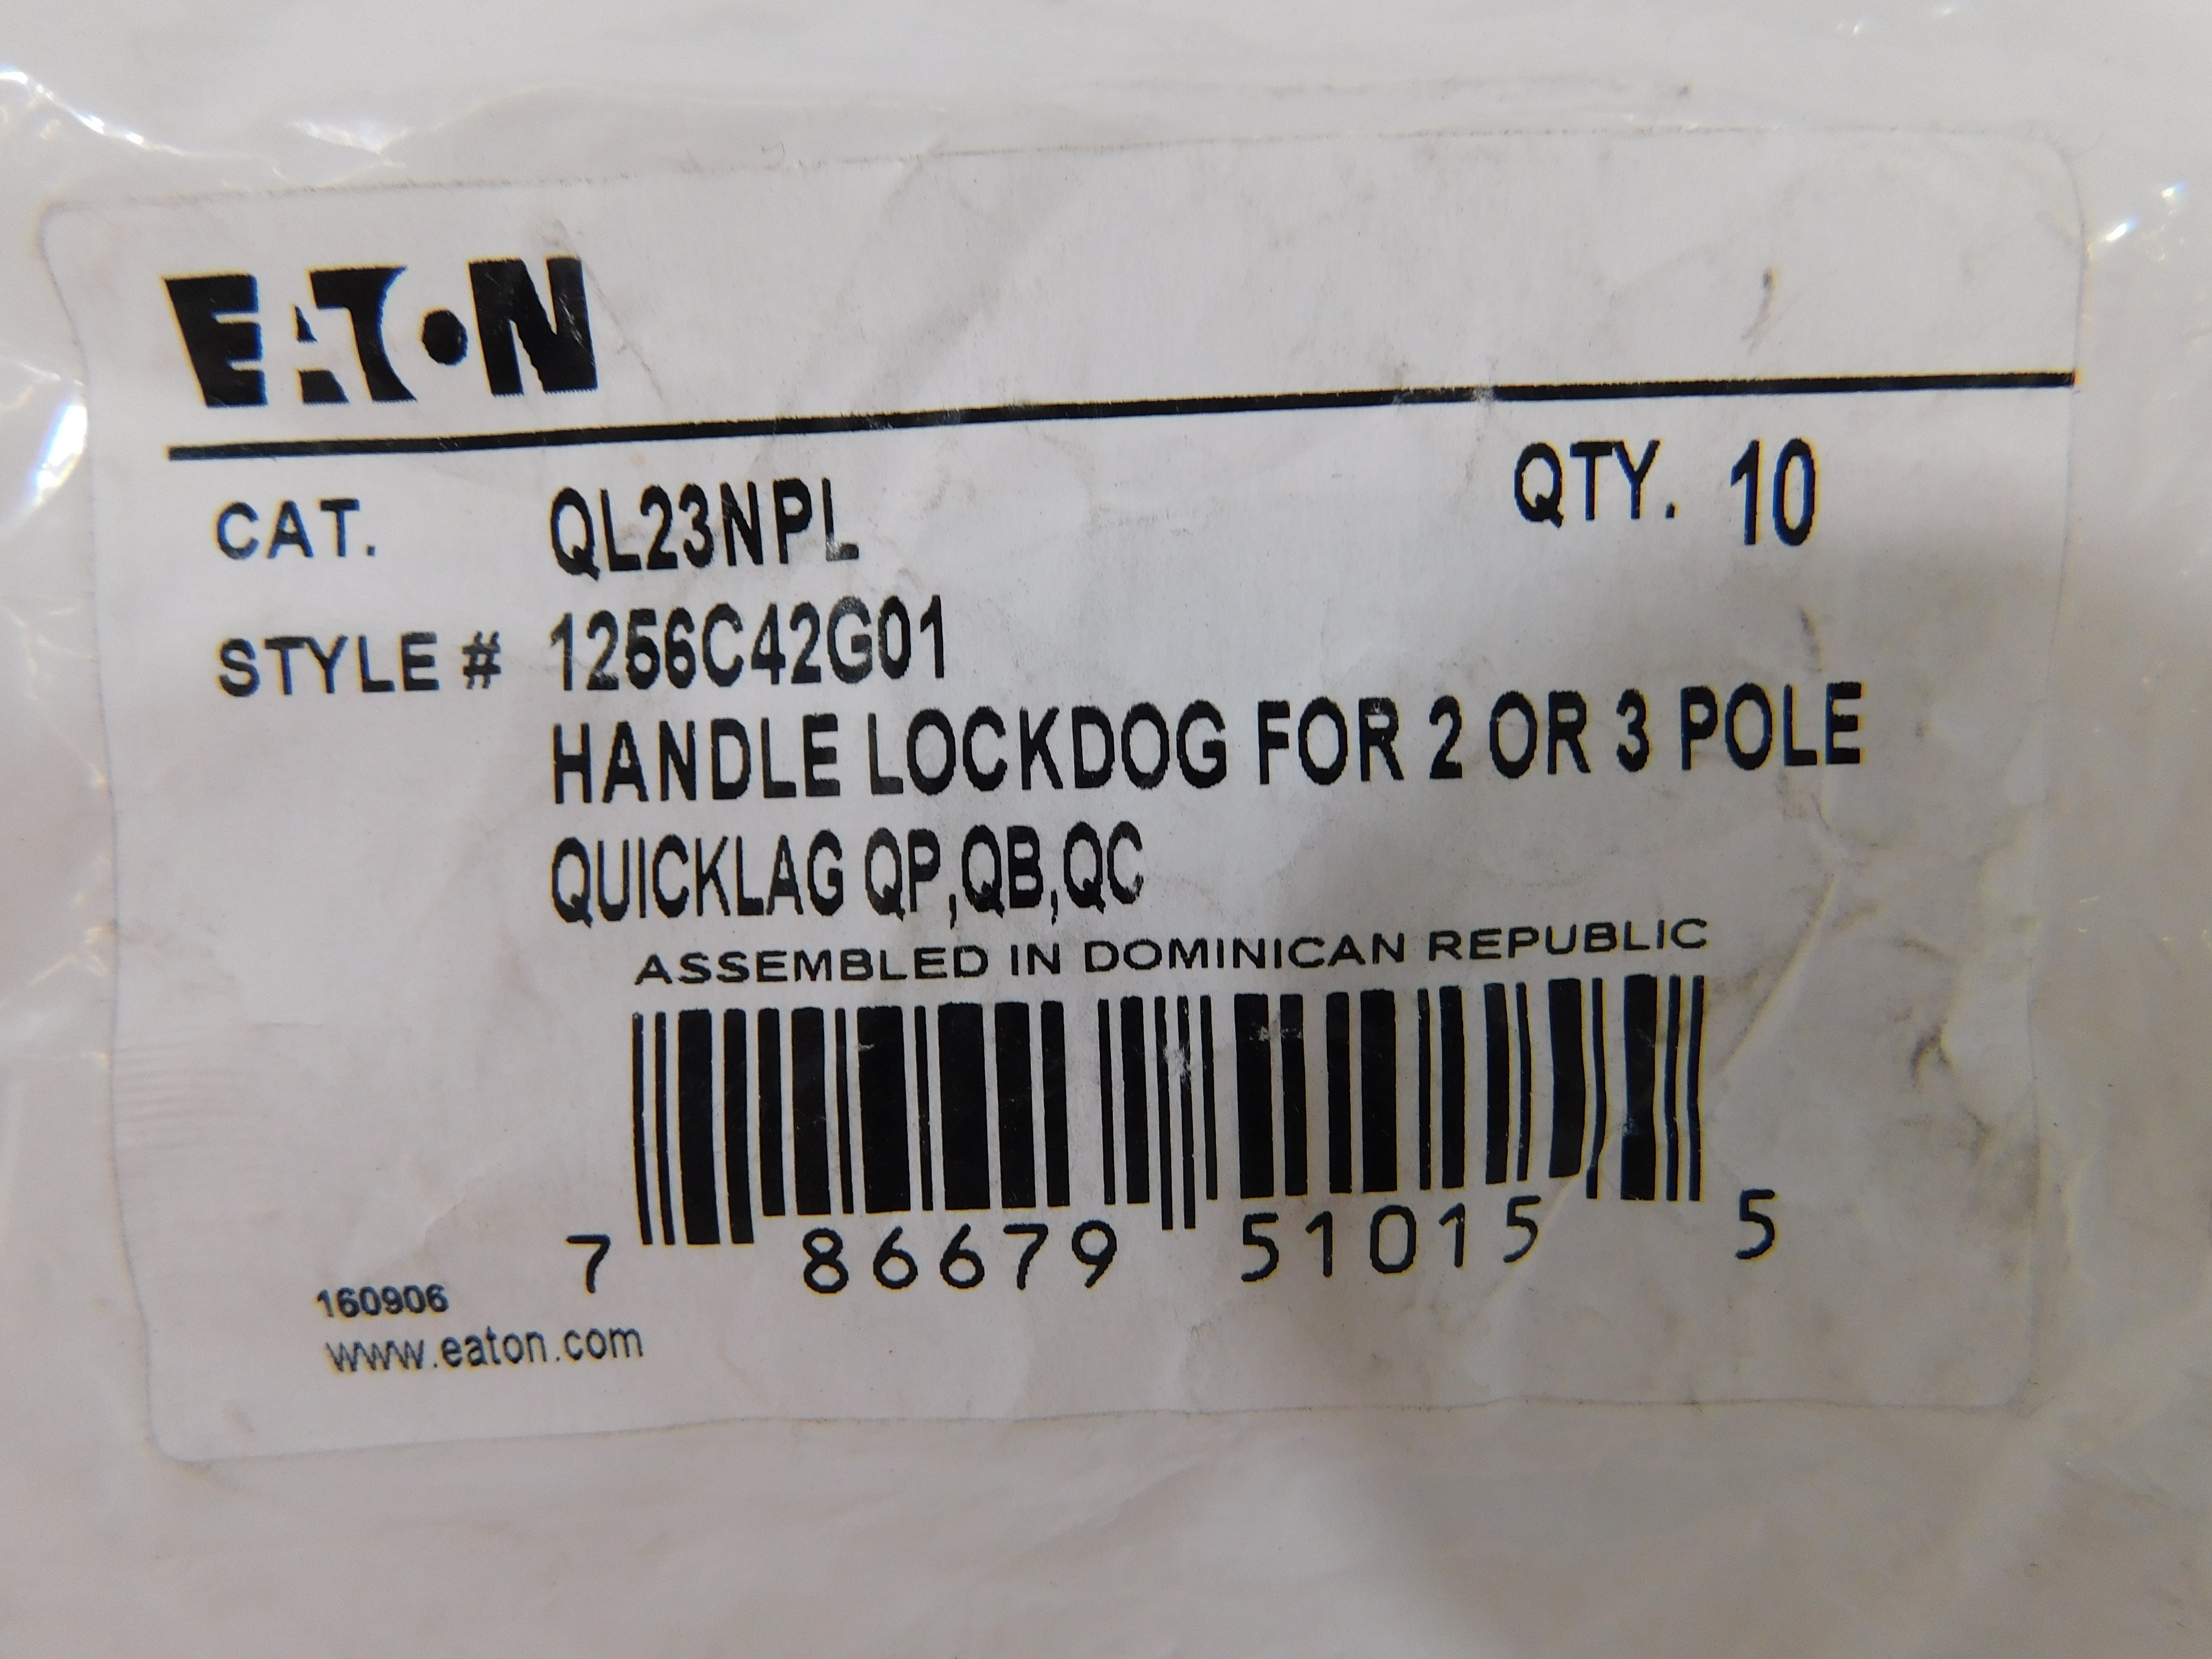 EATON
CAT. QL23NPL QTY. 10
STYLE # 1256C42G01
HANDLE LOCKDOG FOR 2 OR 3 POLE
QUICKLAG QP,QB,QC
ASSEMBLED IN DOMINICAN REPUBLIC
7 86679 51015 5
160906
www.eaton.com